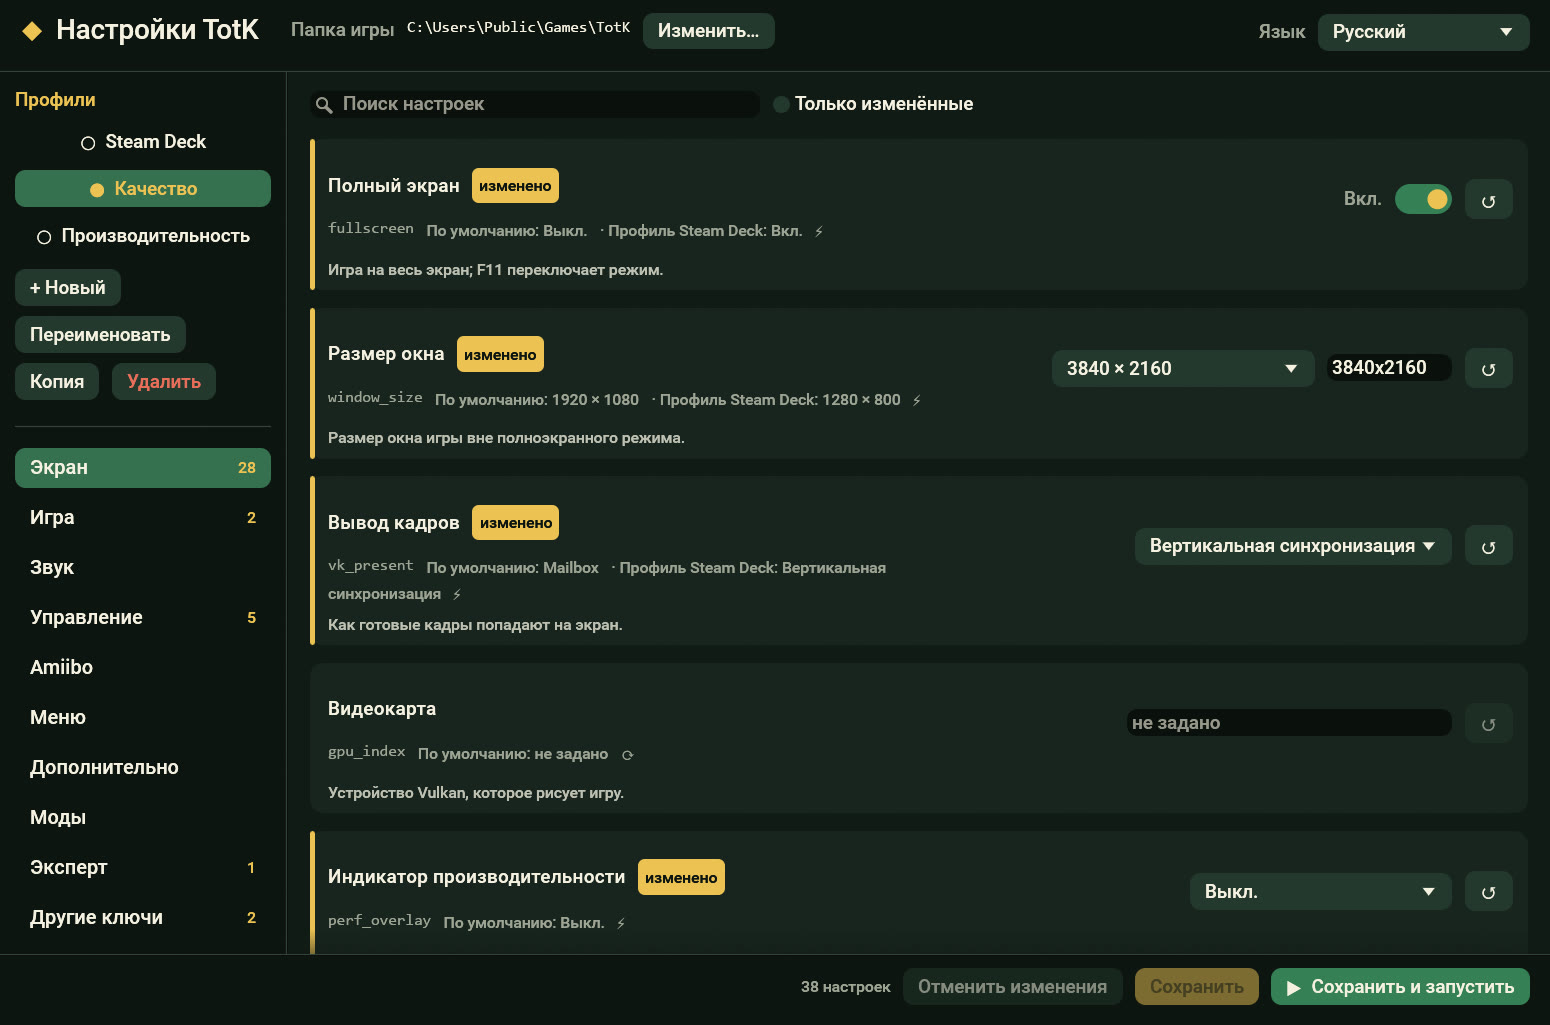 Настройки TotK
Папка игры C:\Users\Public\Games\TotK Изменить...
Язык Русский
Профили
Steam Deck
Качество
Производительность
+ Новый
Переименовать
Копия Удалить
Экран 28
Игра 2
Звук
Управление 5
Amiibo
Меню
Дополнительно
Моды
Эксперт 1
Другие ключи 2
Поиск настроек Только изменённые
Полный экран изменено
Вкл.
fullscreen По умолчанию: Выкл. · Профиль Steam Deck: Вкл. ⚡
Игра на весь экран; F11 переключает режим.
Размер окна изменено
3840 × 2160 3840x2160
window_size По умолчанию: 1920 × 1080 · Профиль Steam Deck: 1280 × 800 ⚡
Размер окна игры вне полноэкранного режима.
Вывод кадров изменено
Вертикальная синхронизация
vk_present По умолчанию: Mailbox · Профиль Steam Deck: Вертикальная
синхронизация ⚡
Как готовые кадры попадают на экран.
Видеокарта
не задано
gpu_index По умолчанию: не задано ⟳
Устройство Vulkan, которое рисует игру.
Индикатор производительности изменено
Выкл.
perf_overlay По умолчанию: Выкл. ⚡
38 настроек Отменить изменения Сохранить ▶ Сохранить и запустить